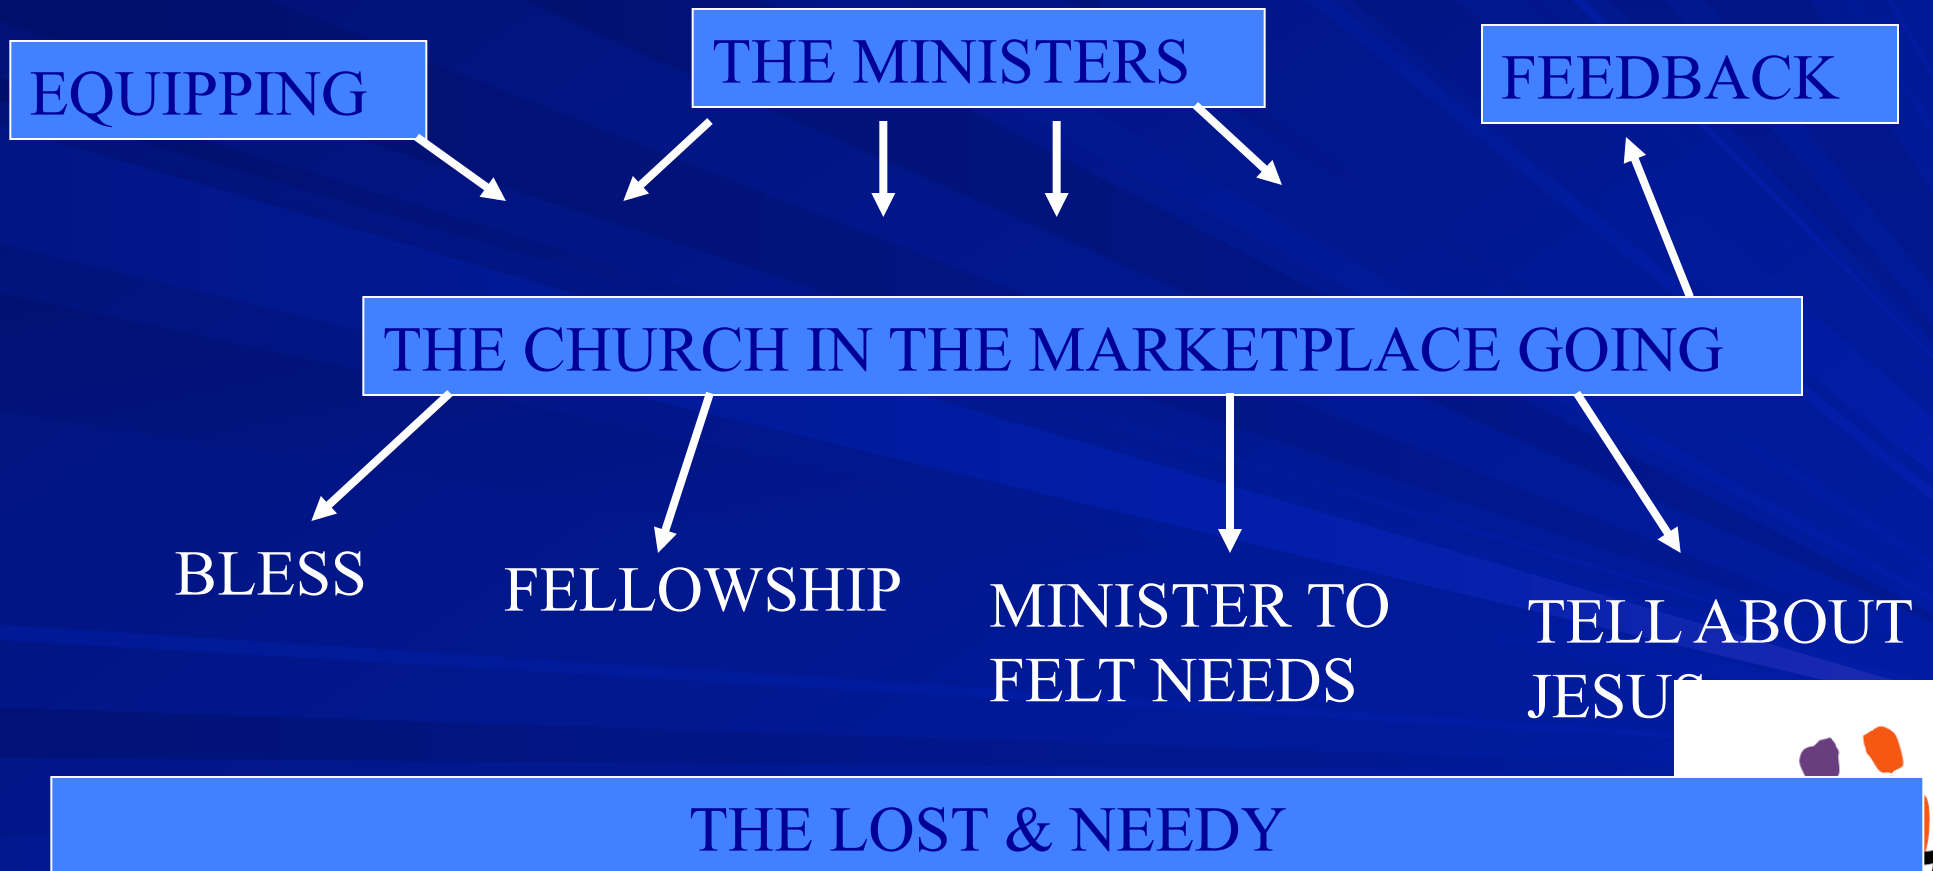 EQUIPPING
THE MINISTERS
FEEDBACK
THE CHURCH IN THE MARKETPLACE GOING
BLESS
FELLOWSHIP
MINISTER TO
FELT NEEDS
TELL ABOUT
JESUS
THE LOST & NEEDY